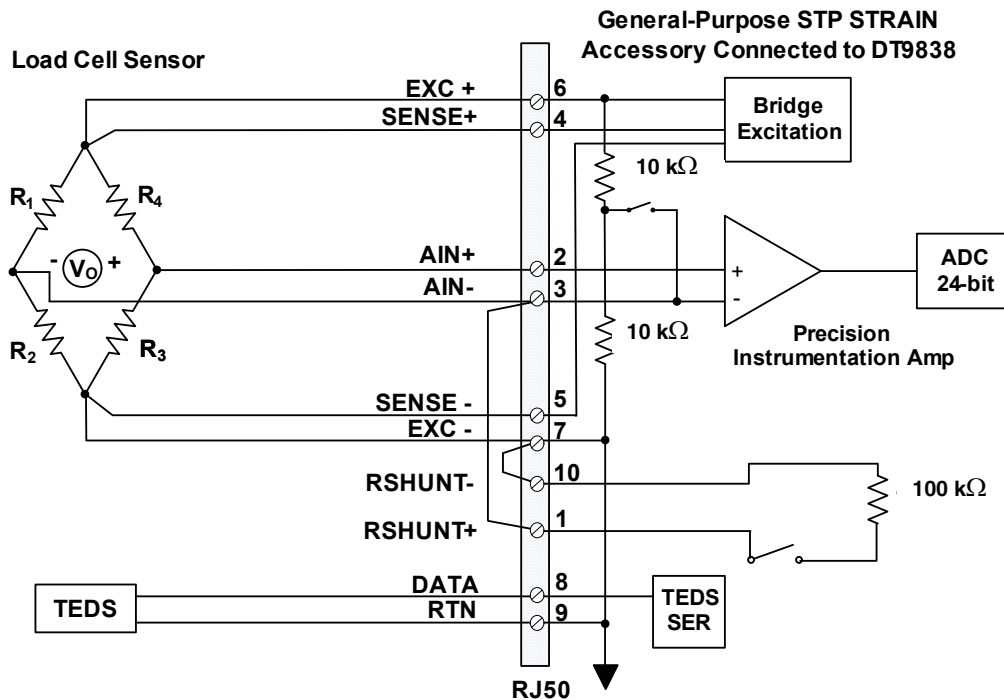 General-Purpose STP STRAIN
Accessory Connected to DT9838
Load Cell Sensor
EXC + 6
SENSE+ 4
Bridge
Excitation
10 kΩ
R1
R4
- VO +
AIN+ 2
AIN- 3
+
-
ADC
24-bit
R2
R3
10 kΩ
Precision
Instrumentation Amp
SENSE - 5
EXC - 7
RSHUNT- 10
100 kΩ
RSHUNT+ 1
TEDS
DATA 8
RTN 9
TEDS
SER
RJ50